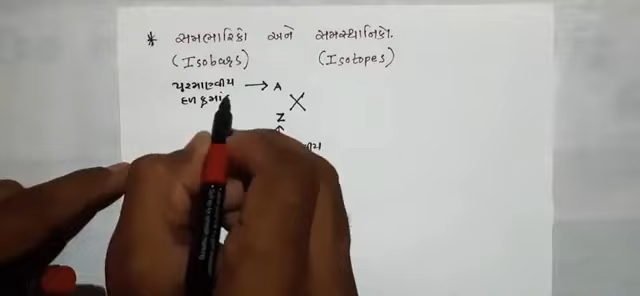 * સમભારિકો અને સમસ્થાનિકો.
(Isobars) (Isotopes)
પરમાણ્વીય → A
દળ ક્રમાં X
Z